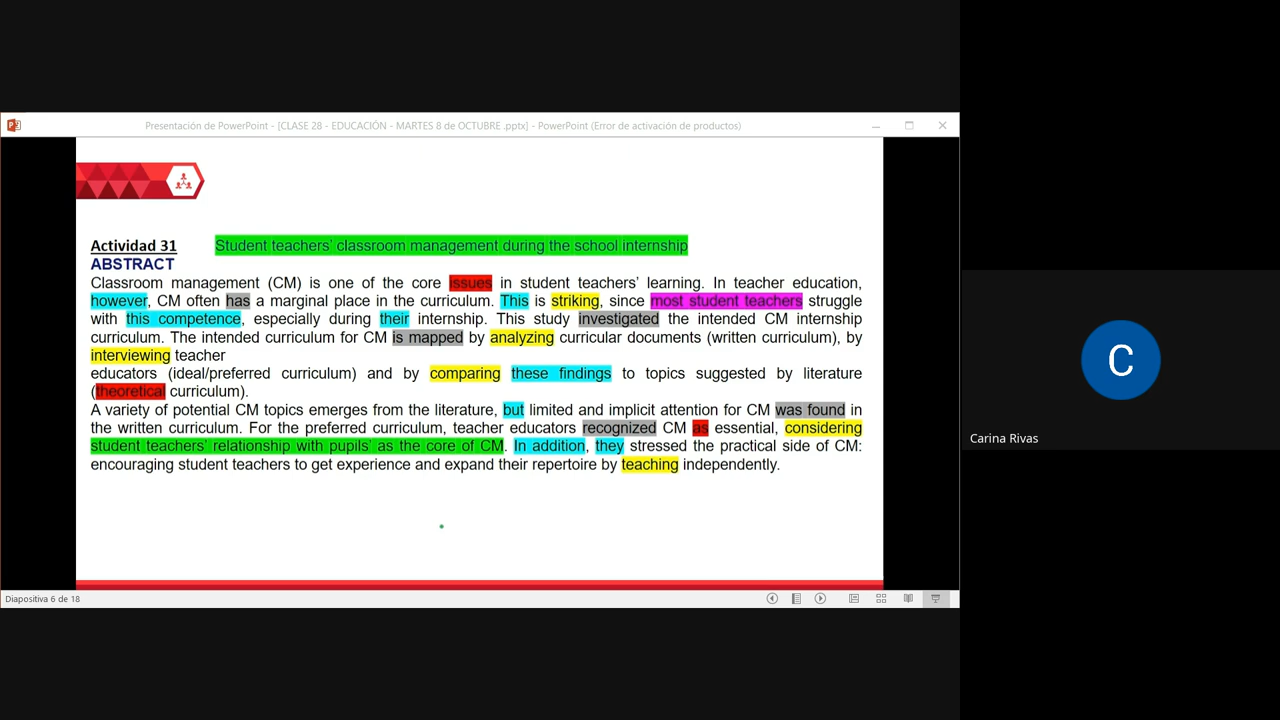 Presentación de PowerPoint - [CLASE 28 - EDUCACIÓN - MARTES 8 de OCTUBRE .pptx] - PowerPoint (Error de activación de productos)
Actividad 31 Student teachers' classroom management during the school internship
ABSTRACT
Classroom management (CM) is one of the core issues in student teachers' learning. In teacher education,
however, CM often has a marginal place in the curriculum. This is striking, since most student teachers struggle
with this competence, especially during their internship. This study investigated the intended CM internship
curriculum. The intended curriculum for CM is mapped by analyzing curricular documents (written curriculum), by
interviewing teacher
educators (ideal/preferred curriculum) and by comparing these findings to topics suggested by literature
(theoretical curriculum).
A variety of potential CM topics emerges from the literature, but limited and implicit attention for CM was found in
the written curriculum. For the preferred curriculum, teacher educators recognized CM as essential, considering
student teachers' relationship with pupils' as the core of CM. In addition, they stressed the practical side of CM:
encouraging student teachers to get experience and expand their repertoire by teaching independently.
Diapositiva 6 de 18
C
Carina Rivas